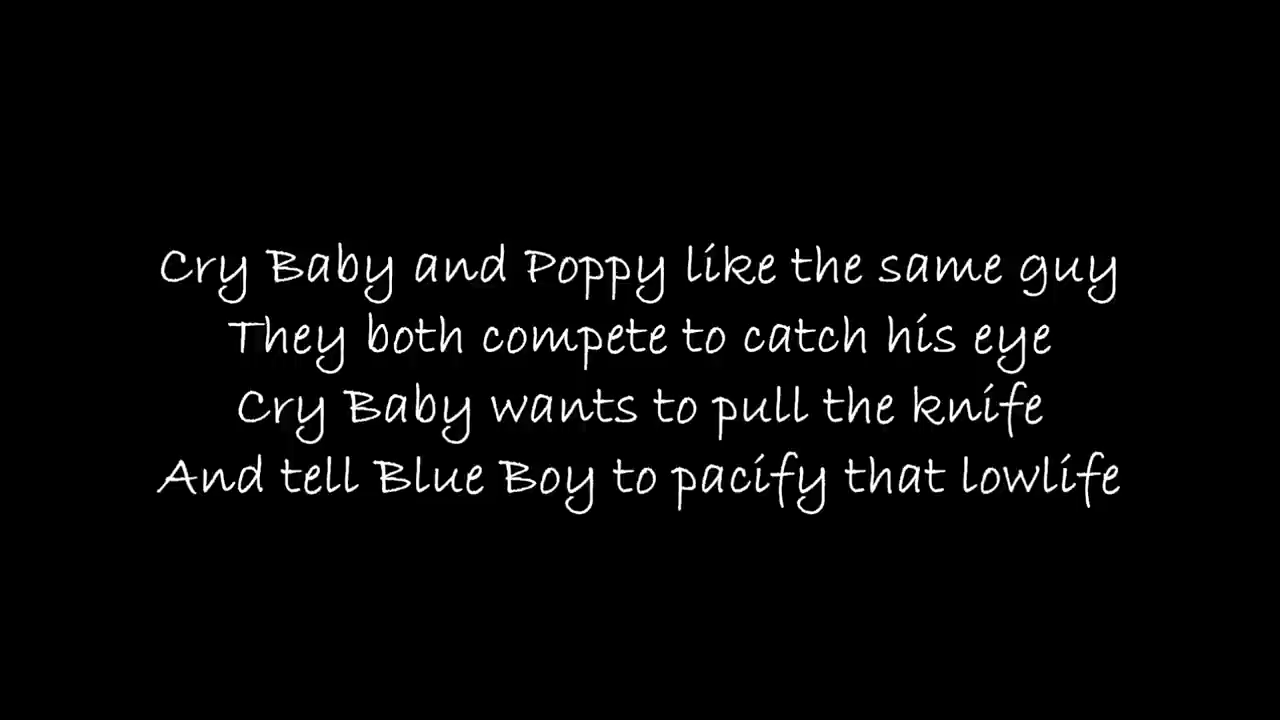 Cry Baby and Poppy like the same guy
They both compete to catch his eye
Cry Baby wants to pull the knife
And tell Blue Boy to pacify that lowlife